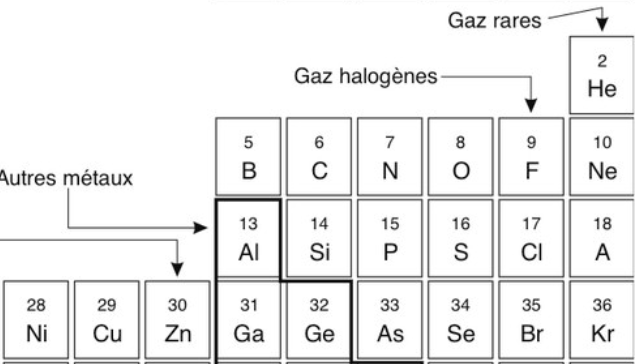 Gaz rares
2
He
Gaz halogènes
5 6 7 8 9 10
B C N O F Ne
Autres métaux
13 14 15 16 17 18
Al Si P S Cl A
28 29 30 31 32 33 34 35 36
Ni Cu Zn Ga Ge As Se Br Kr